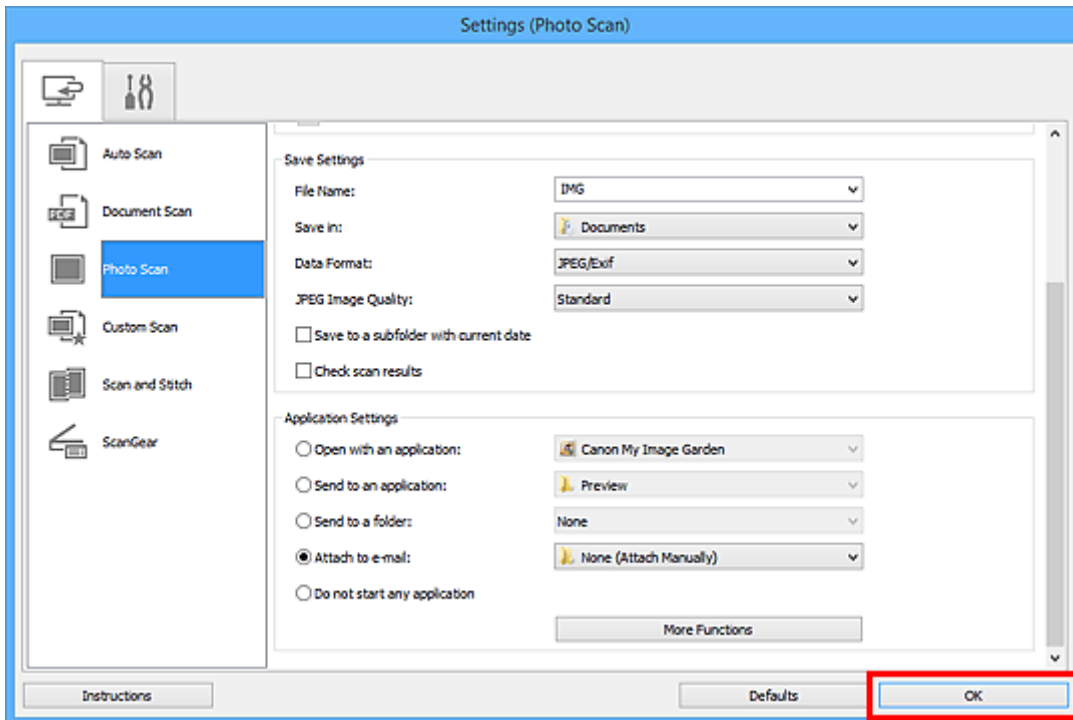 Settings (Photo Scan)
Auto Scan
PDF
Document Scan
Photo Scan
Custom Scan
Scan and Stitch
ScanGear
Save Settings
File Name: IMG
Save in: Documents
Data Format: JPEG/Exif
JPEG Image Quality: Standard
Save to a subfolder with current date
Check scan results
Application Settings
Open with an application: Canon My Image Garden
Send to an application: Preview
Send to a folder: None
Attach to e-mail: None (Attach Manually)
Do not start any application
More Functions
Instructions Defaults OK